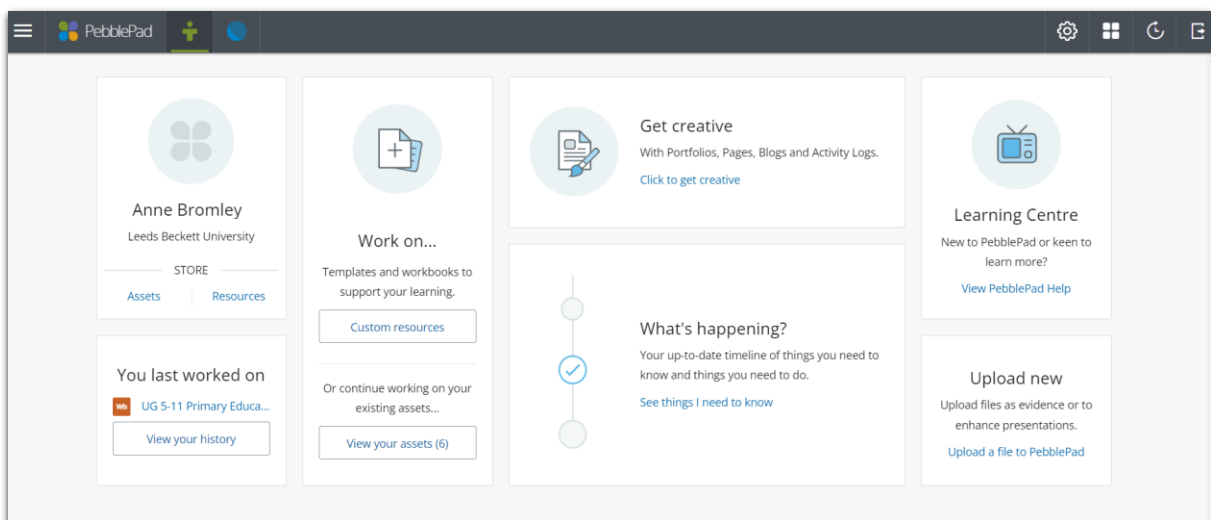 PebblePad
Anne Bromley
Leeds Beckett University
STORE
Assets
Resources
You last worked on
Wb UG 5-11 Primary Educa...
View your history
Work on...
Templates and workbooks to
support your learning.
Custom resources
Or continue working on your
existing assets...
View your assets (6)
Get creative
With Portfolios, Pages, Blogs and Activity Logs.
Click to get creative
What's happening?
Your up-to-date timeline of things you need to
know and things you need to do.
See things I need to know
Learning Centre
New to PebblePad or keen to
learn more?
View PebblePad Help
Upload new
Upload files as evidence or to
enhance presentations.
Upload a file to PebblePad